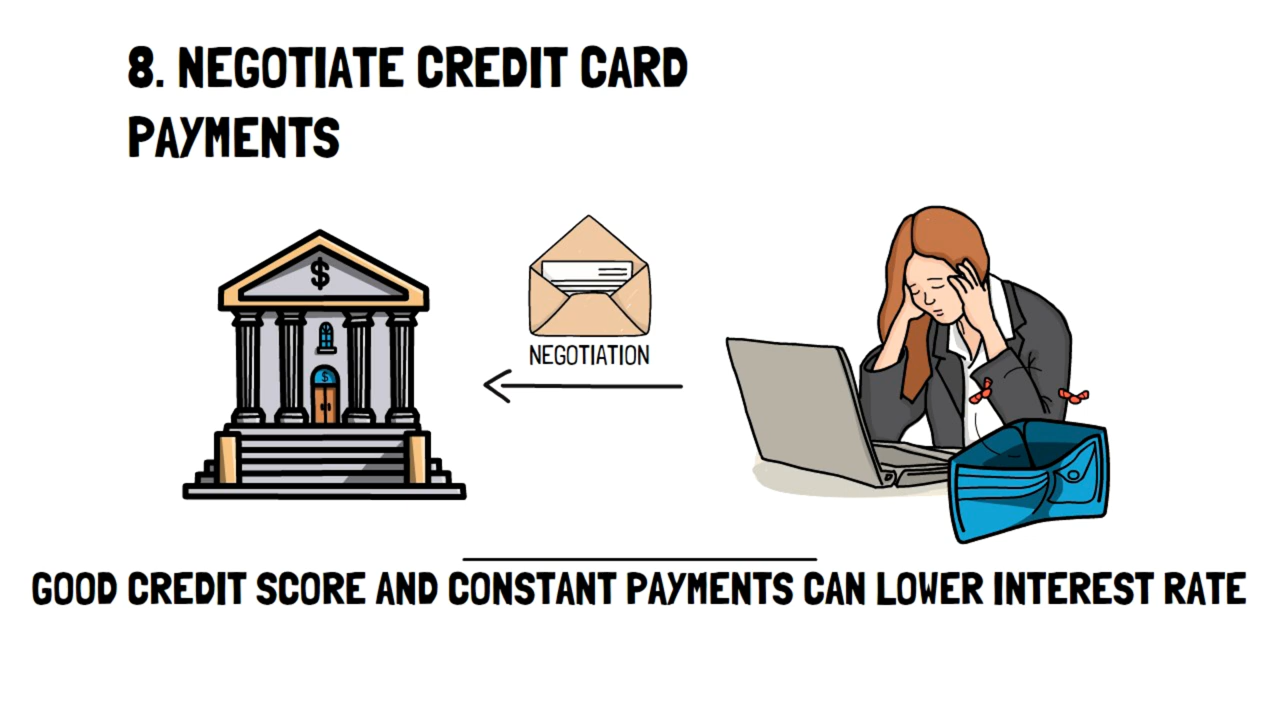 8. NEGOTIATE CREDIT CARD
PAYMENTS
$
$
NEGOTIATION
GOOD CREDIT SCORE AND CONSTANT PAYMENTS CAN LOWER INTEREST RATE